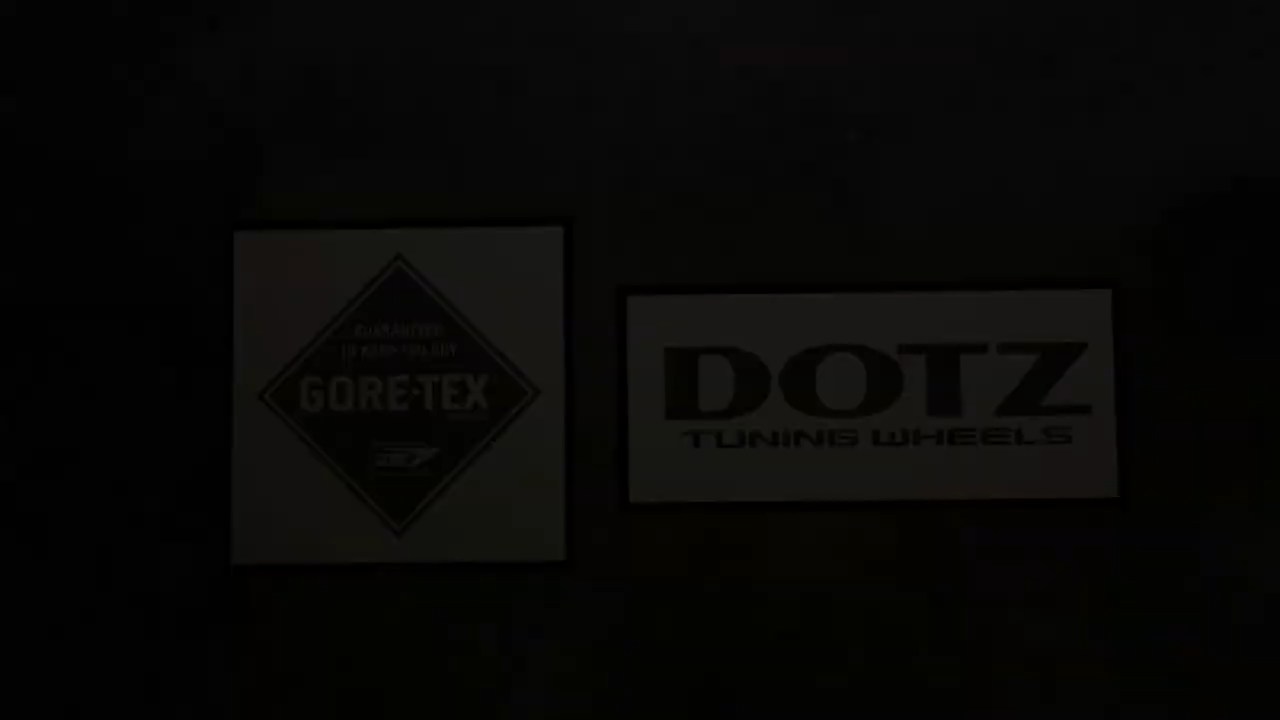 GUARANTEED
TO KEEP YOU DRY
GORE-TEX
DOTZ
TUNING WHEELS